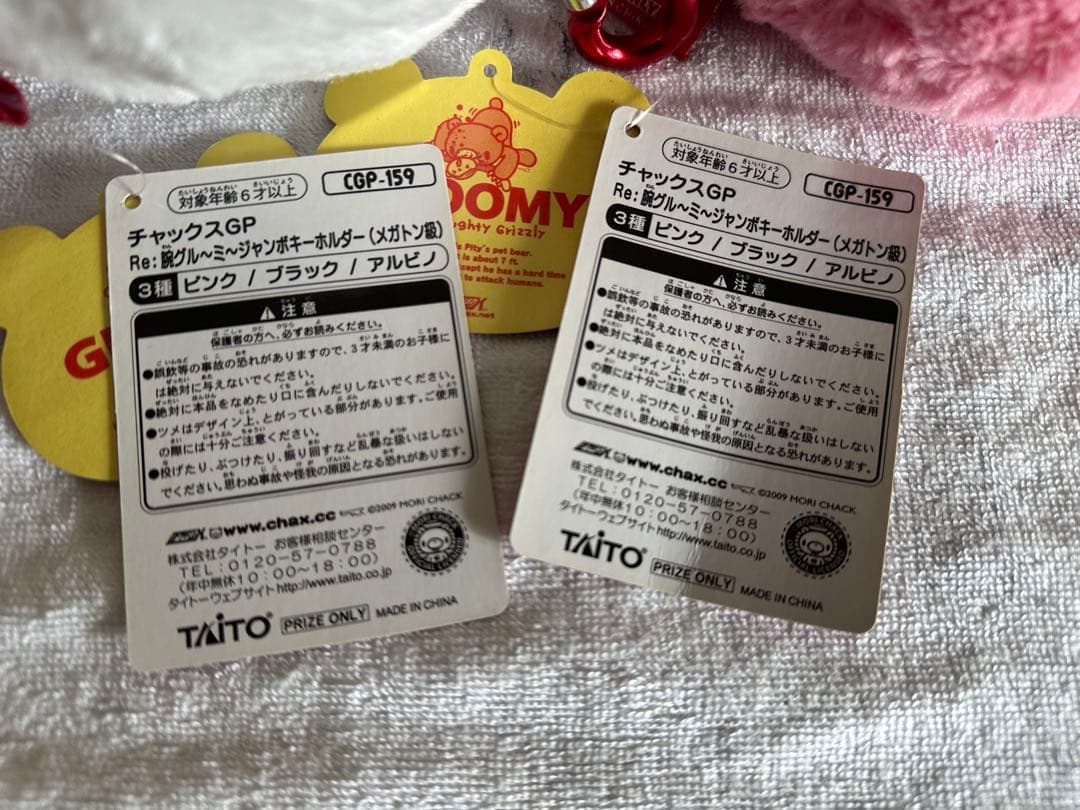 対象年齢6才以上
CGP-159
チャックスGP
Re:腕グル～ミ～ジャンボキーホルダー(メガトン級)
3種 ピンク / ブラック / アルビノ
注意
保護者の方へ、必ずお読みください。
●誤飲等の事故の恐れがありますので、3才未満のお子様に
は絶対に与えないでください。
●絶対に本品をなめたり口に含んだりしないでください。
●ツメはデザイン上、とがっている部分があります。ご使用
の際には十分ご注意ください。
●投げたり、ぶつけたり、振り回すなど乱暴な扱いはしない
でください。思わぬ事故や怪我の原因となる恐れがあります。
www.chax.cc ©2009 MORI CHACK
株式会社タイトー お客様相談センター
TEL:0120-57-0788
(年中無休10:00～18:00)
タイトーウェブサイト http://www.taito.co.jp
TAITO PRIZE ONLY MADE IN CHINA
G
OOMY
ghty Grizzly
s Pity's pet bear.
t is about 7 ft.
cept he has a hard time
to attack humans.
ax.net
対象年齢6才以上
CGP-159
チャックスGP
Re:腕グル～ミ～ジャンボキーホルダー(メガトン級)
3種 ピンク / ブラック / アルビノ
注意
保護者の方へ、必ずお読みください。
●誤飲等の事故の恐れがありますので、3才未満のお子様に
は絶対に与えないでください。
●絶対に本品をなめたり口に含んだりしないでください。
●ツメはデザイン上、とがっている部分があります。ご使用
の際には十分ご注意ください。
●投げたり、ぶつけたり、振り回すなど乱暴な扱いはしない
でください。思わぬ事故や怪我の原因となる恐れがあります。
www.chax.cc ©2009 MORI CHACK
株式会社タイトー お客様相談センター
TEL:0120-57-0788
(年中無休10:00～18:00)
タイトーウェブサイト http://www.taito.co.jp
TAITO PRIZE ONLY MADE IN CHINA